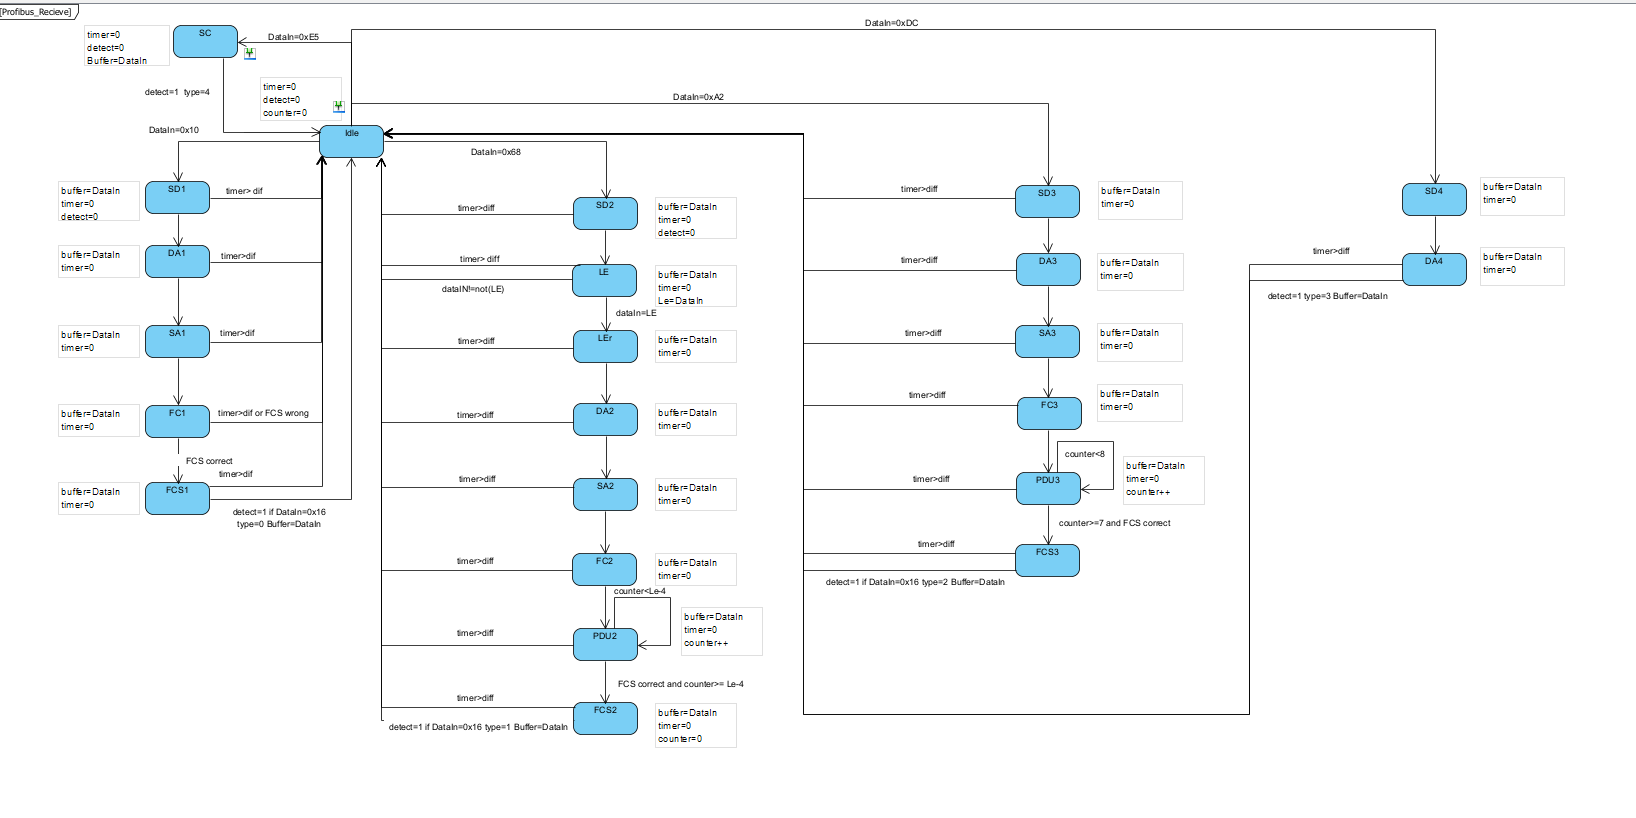 [Profibus_Recieve]
DataIn=0xDC
SC
timer=0
detect=0
Buffer=DataIn
DataIn=0xE5
detect=1 type=4
timer=0
detect=0
counter=0
DataIn=0xA2
DataIn=0x10
Idle
DataIn=0x68
buffer=DataIn
timer=0
detect=0
SD1
timer> dif
buffer=DataIn
timer=0
DA1
timer>dif
buffer=DataIn
timer=0
SA1
timer>dif
buffer=DataIn
timer=0
FC1
timer>dif or FCS wrong
FCS correct
timer>dif
buffer=DataIn
timer=0
FCS1
detect=1 if DataIn=0x16
type=0 Buffer=DataIn
timer>diff
SD2
buffer=DataIn
timer=0
detect=0
timer> diff
LE
buffer=DataIn
timer=0
Le=DataIn
dataIN!=not(LE)
dataIn=LE
timer>diff
LEr
buffer=DataIn
timer=0
timer>diff
DA2
buffer=DataIn
timer=0
timer>diff
SA2
buffer=DataIn
timer=0
timer>diff
FC2
buffer=DataIn
timer=0
counter<Le-4
timer>diff
PDU2
buffer=DataIn
timer=0
counter++
FCS correct and counter>= Le-4
timer>diff
FCS2
buffer=DataIn
timer=0
counter=0
detect=1 if DataIn=0x16 type=1 Buffer=DataIn
timer>diff
SD3
buffer=DataIn
timer=0
timer>diff
DA3
buffer=DataIn
timer=0
timer>diff
SA3
buffer=DataIn
timer=0
timer>diff
FC3
buffer=DataIn
timer=0
counter<8
timer>diff
PDU3
buffer=DataIn
timer=0
counter++
counter>=7 and FCS correct
timer>diff
FCS3
detect=1 if DataIn=0x16 type=2 Buffer=DataIn
SD4
buffer=DataIn
timer=0
timer>diff
DA4
buffer=DataIn
timer=0
detect=1 type=3 Buffer=DataIn